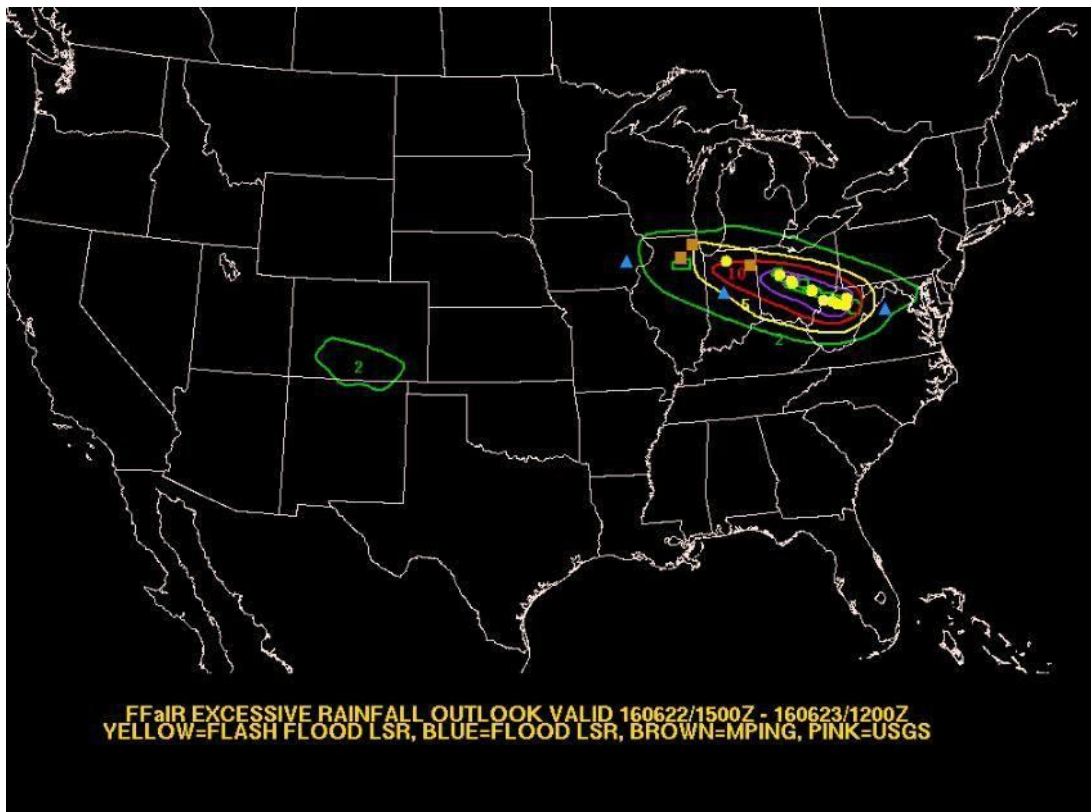 10
5
2
2
FFaIR EXCESSIVE RAINFALL OUTLOOK VALID 160622/1500Z - 160623/1200Z
YELLOW=FLASH FLOOD LSR, BLUE=FLOOD LSR, BROWN=MPING, PINK=USGS